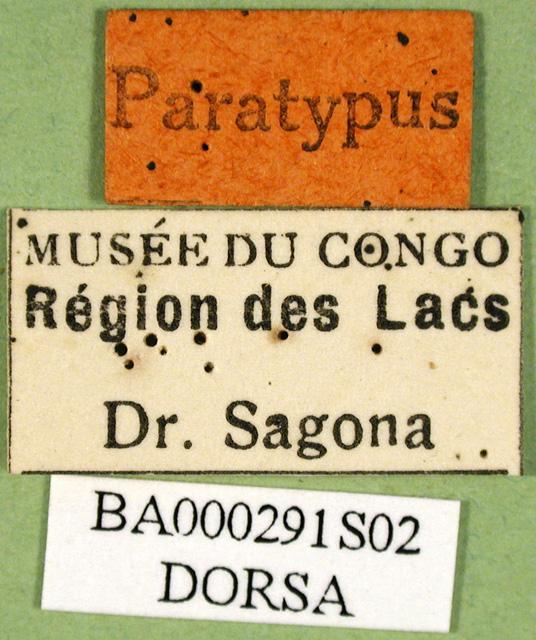 Paratypus
MUSÉE DU CONGO
Région des Lacs
Dr. Sagona
BA000291S02
DORSA